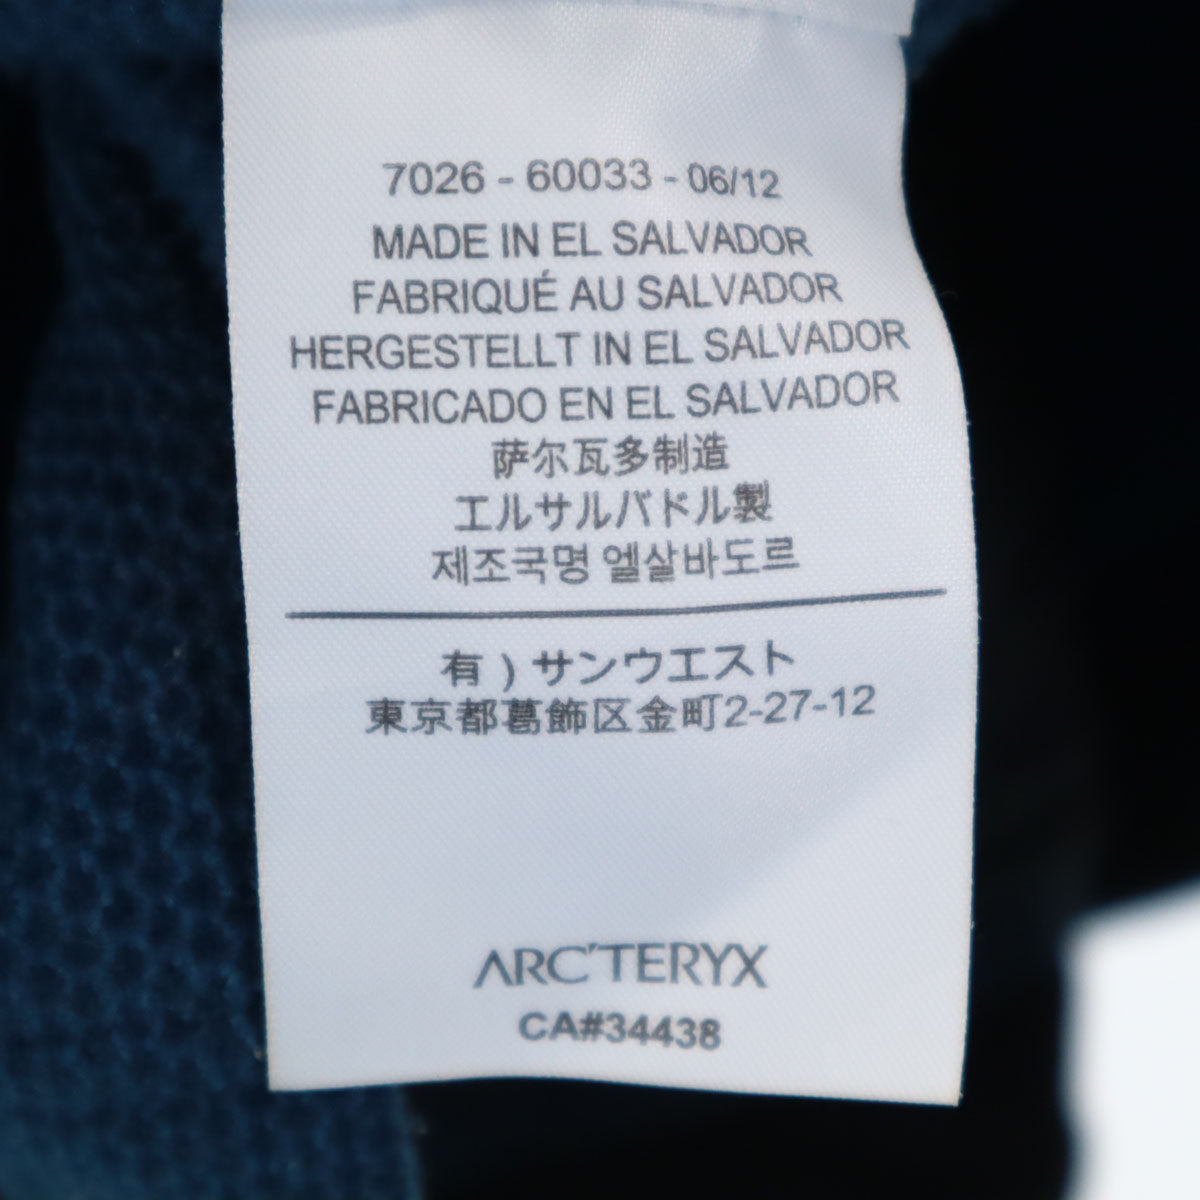 7026 - 60033 - 06/12
MADE IN EL SALVADOR
FABRIQUÉ AU SALVADOR
HERGESTELLT IN EL SALVADOR
FABRICADO EN EL SALVADOR
萨尔瓦多制造
エルサルバドル製
제조국명 엘살바도르
有）サンウエスト
東京都葛飾区金町2-27-12
ARC'TERYX
CA#34438